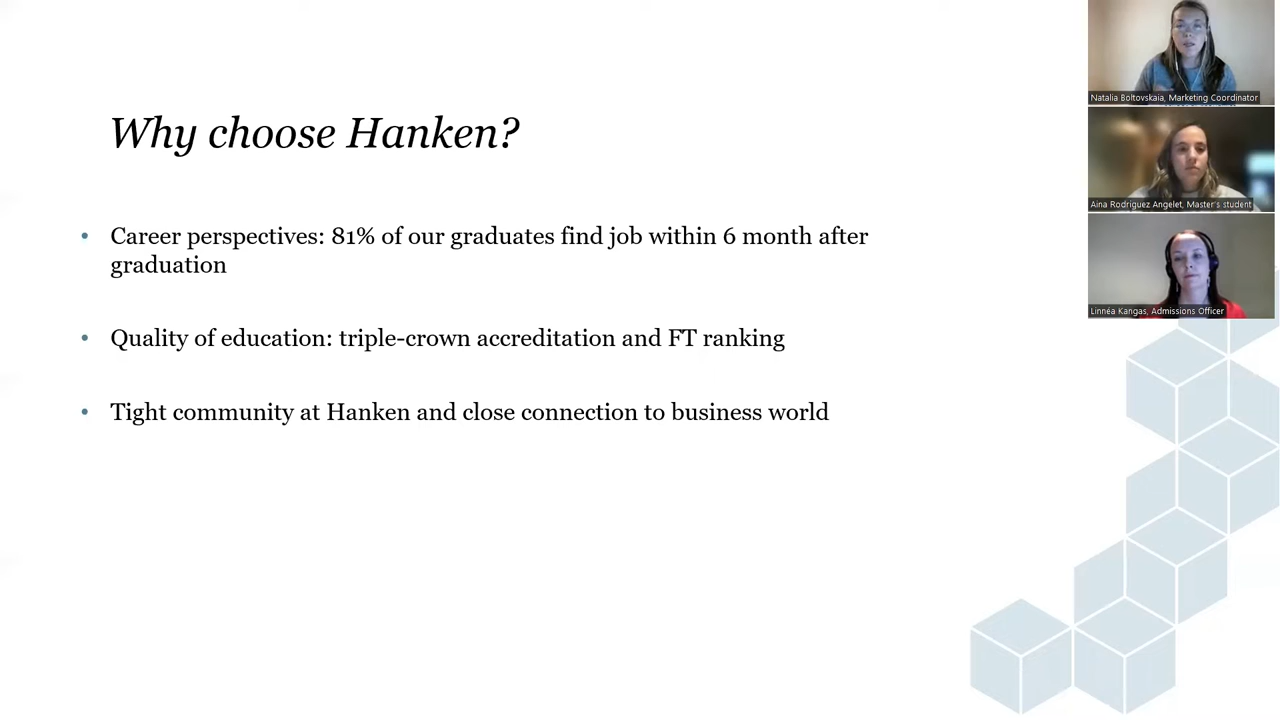 Why choose Hanken?
• Career perspectives: 81% of our graduates find job within 6 month after
graduation
• Quality of education: triple-crown accreditation and FT ranking
• Tight community at Hanken and close connection to business world
Natalia Boltovskaia, Marketing Coordinator
Aina Rodriguez Angelet, Master's student
Linnéa Kangas, Admissions Officer